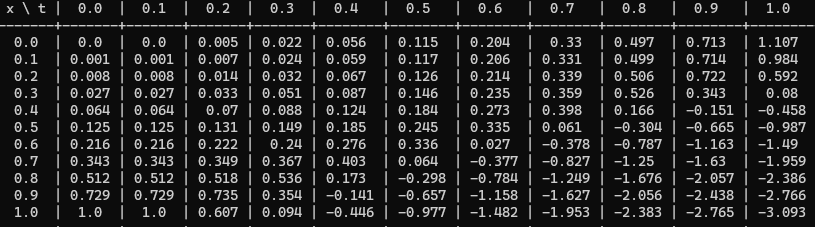 x \ t | 0.0 | 0.1 | 0.2 | 0.3 | 0.4 | 0.5 | 0.6 | 0.7 | 0.8 | 0.9 | 1.0
0.0 | 0.0 | 0.0 | 0.005 | 0.022 | 0.056 | 0.115 | 0.204 | 0.33 | 0.497 | 0.713 | 1.107
0.1 | 0.001 | 0.001 | 0.007 | 0.024 | 0.059 | 0.117 | 0.206 | 0.331 | 0.499 | 0.714 | 0.984
0.2 | 0.008 | 0.008 | 0.014 | 0.032 | 0.067 | 0.126 | 0.214 | 0.339 | 0.506 | 0.722 | 0.592
0.3 | 0.027 | 0.027 | 0.033 | 0.051 | 0.087 | 0.146 | 0.235 | 0.359 | 0.526 | 0.343 | 0.08
0.4 | 0.064 | 0.064 | 0.07 | 0.088 | 0.124 | 0.184 | 0.273 | 0.398 | 0.166 | -0.151 | -0.458
0.5 | 0.125 | 0.125 | 0.131 | 0.149 | 0.185 | 0.245 | 0.335 | 0.061 | -0.304 | -0.665 | -0.987
0.6 | 0.216 | 0.216 | 0.222 | 0.24 | 0.276 | 0.336 | 0.027 | -0.378 | -0.787 | -1.163 | -1.49
0.7 | 0.343 | 0.343 | 0.349 | 0.367 | 0.403 | 0.064 | -0.377 | -0.827 | -1.25 | -1.63 | -1.959
0.8 | 0.512 | 0.512 | 0.518 | 0.536 | 0.173 | -0.298 | -0.784 | -1.249 | -1.676 | -2.057 | -2.386
0.9 | 0.729 | 0.729 | 0.735 | 0.354 | -0.141 | -0.657 | -1.158 | -1.627 | -2.056 | -2.438 | -2.766
1.0 | 1.0 | 1.0 | 0.607 | 0.094 | -0.446 | -0.977 | -1.482 | -1.953 | -2.383 | -2.765 | -3.093